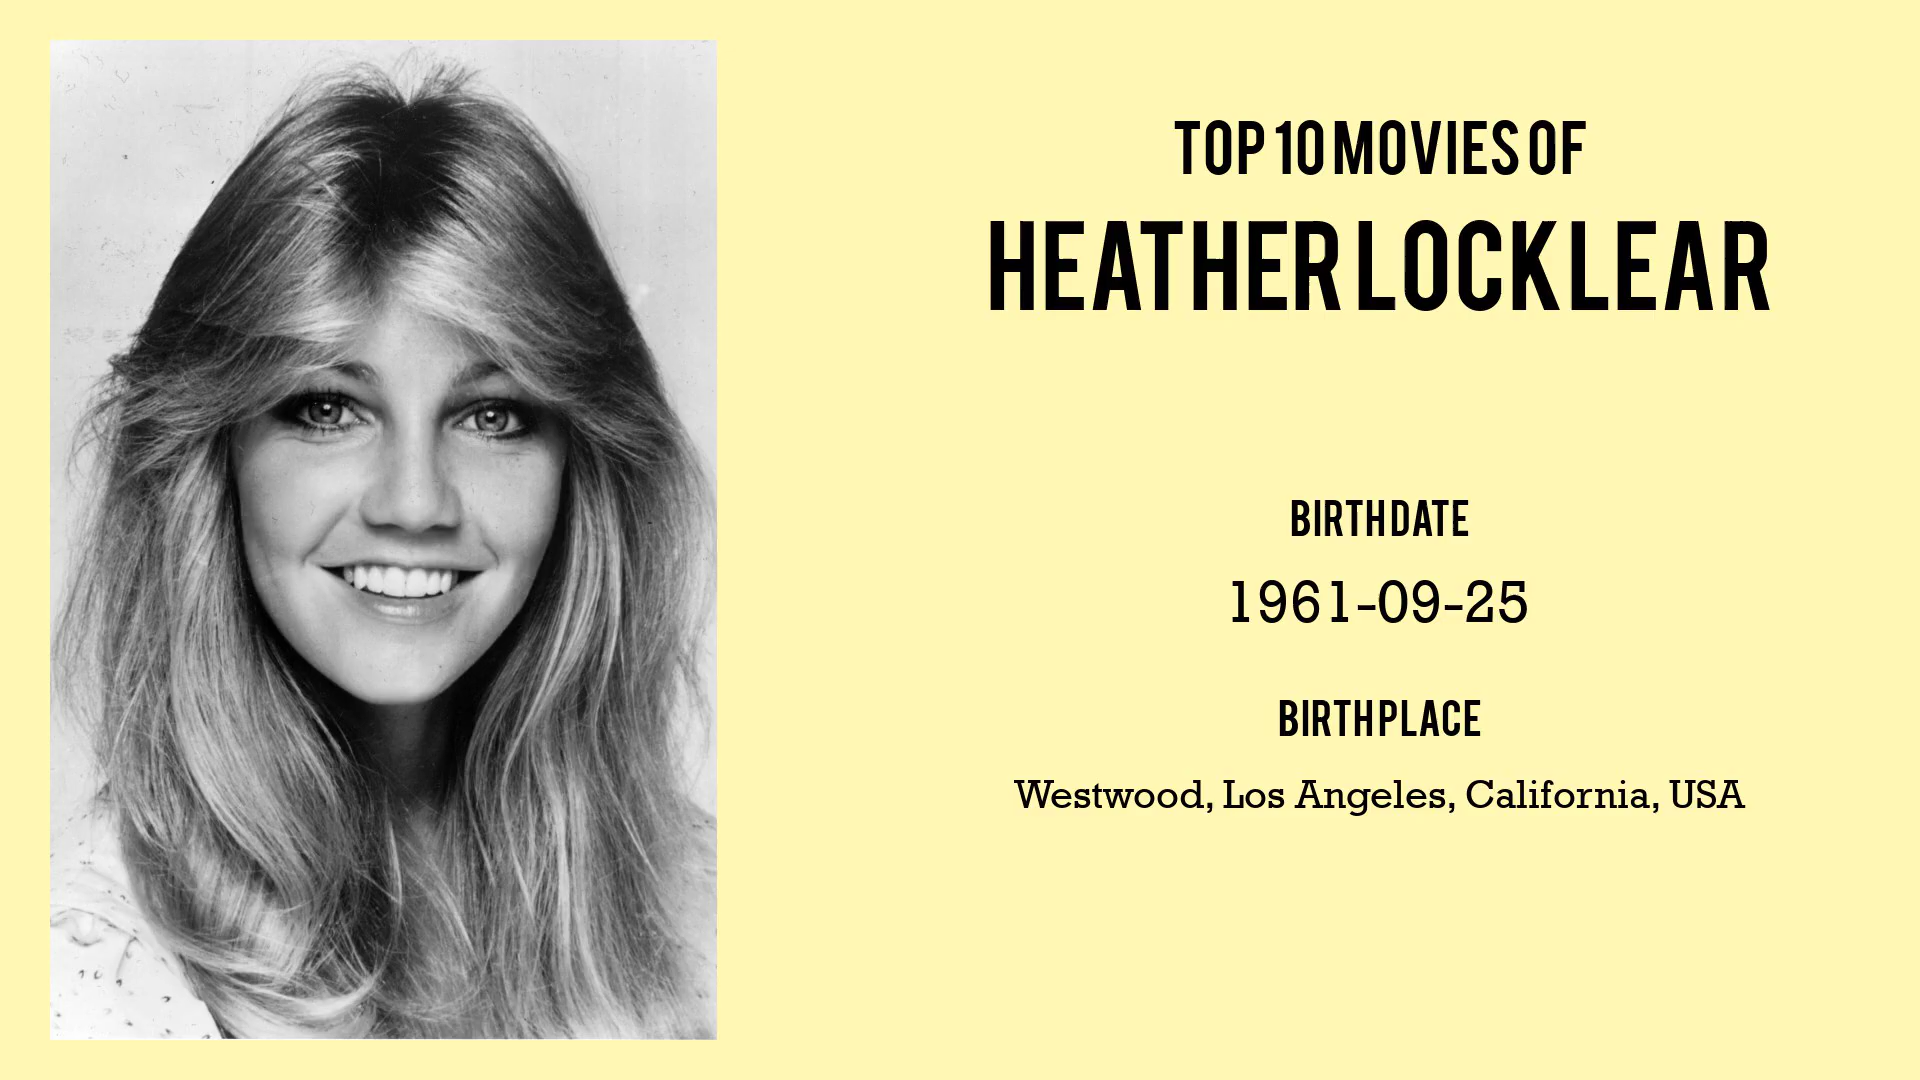 TOP 10 MOVIES OF
HEATHER LOCKLEAR
BIRTHDATE
1961-09-25
BIRTHPLACE
Westwood, Los Angeles, California, USA